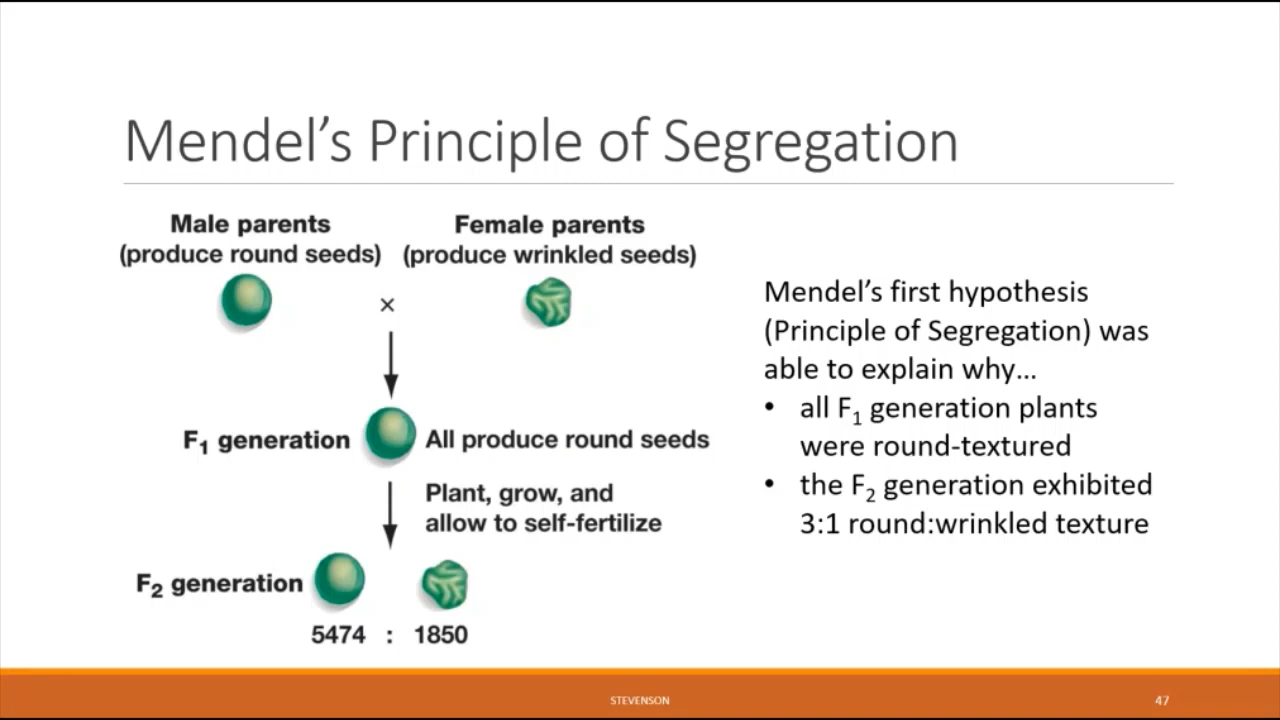 Mendel’s Principle of Segregation
Male parents
(produce round seeds)
Female parents
(produce wrinkled seeds)
×
F₁ generation
All produce round seeds
Plant, grow, and
allow to self-fertilize
F₂ generation
5474 : 1850
Mendel’s first hypothesis
(Principle of Segregation) was
able to explain why…
• all F₁ generation plants
were round-textured
• the F₂ generation exhibited
3:1 round:wrinkled texture
STEVENSON
47